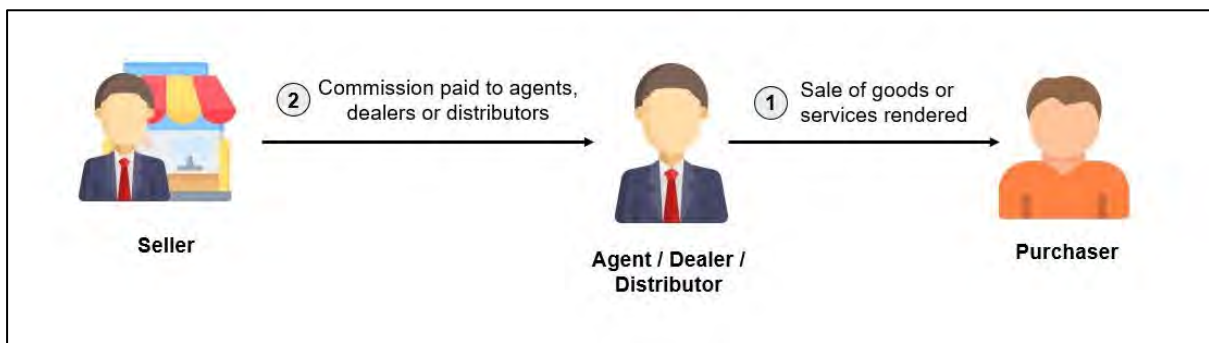 2
Commission paid to agents,
dealers or distributors
1
Sale of goods or
services rendered
Seller
Agent / Dealer /
Distributor
Purchaser